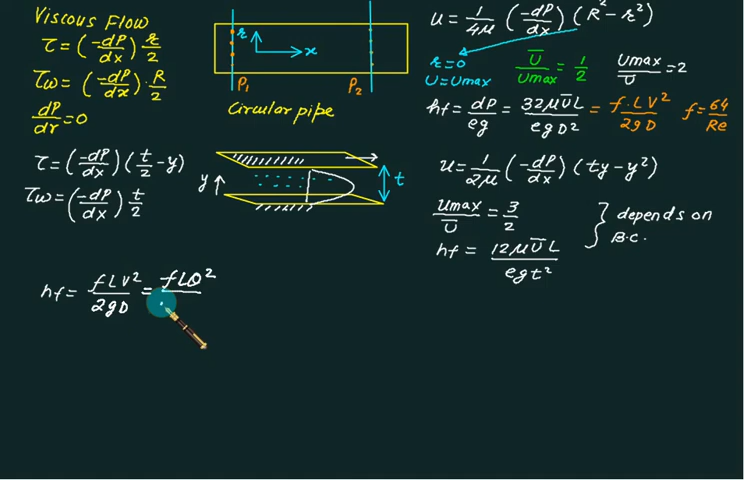 Viscous Flow
τ = (-dP/dx) r/2
τw = (-dP/dx) · R/2
dP/dr = 0
r
x
P1
P2
Circular pipe
u = 1/4μ (-dP/dx) (R² - r²)
r = 0
U = Umax
Ū/Umax = 1/2
Umax/Ū = 2
hf = dP/ρg = 32μŪL/ρgD² = f·LV²/2gD
f = 64/Re
τ = (-dP/dx) (t/2 - y)
τw = (-dP/dx) t/2
y
t
u = 1/2μ (-dP/dx) (ty - y²)
Umax/Ū = 3/2
hf = 12μŪL/ρgt²
} depends on
B.C.
hf = fLV²/2gD = fLQ²/